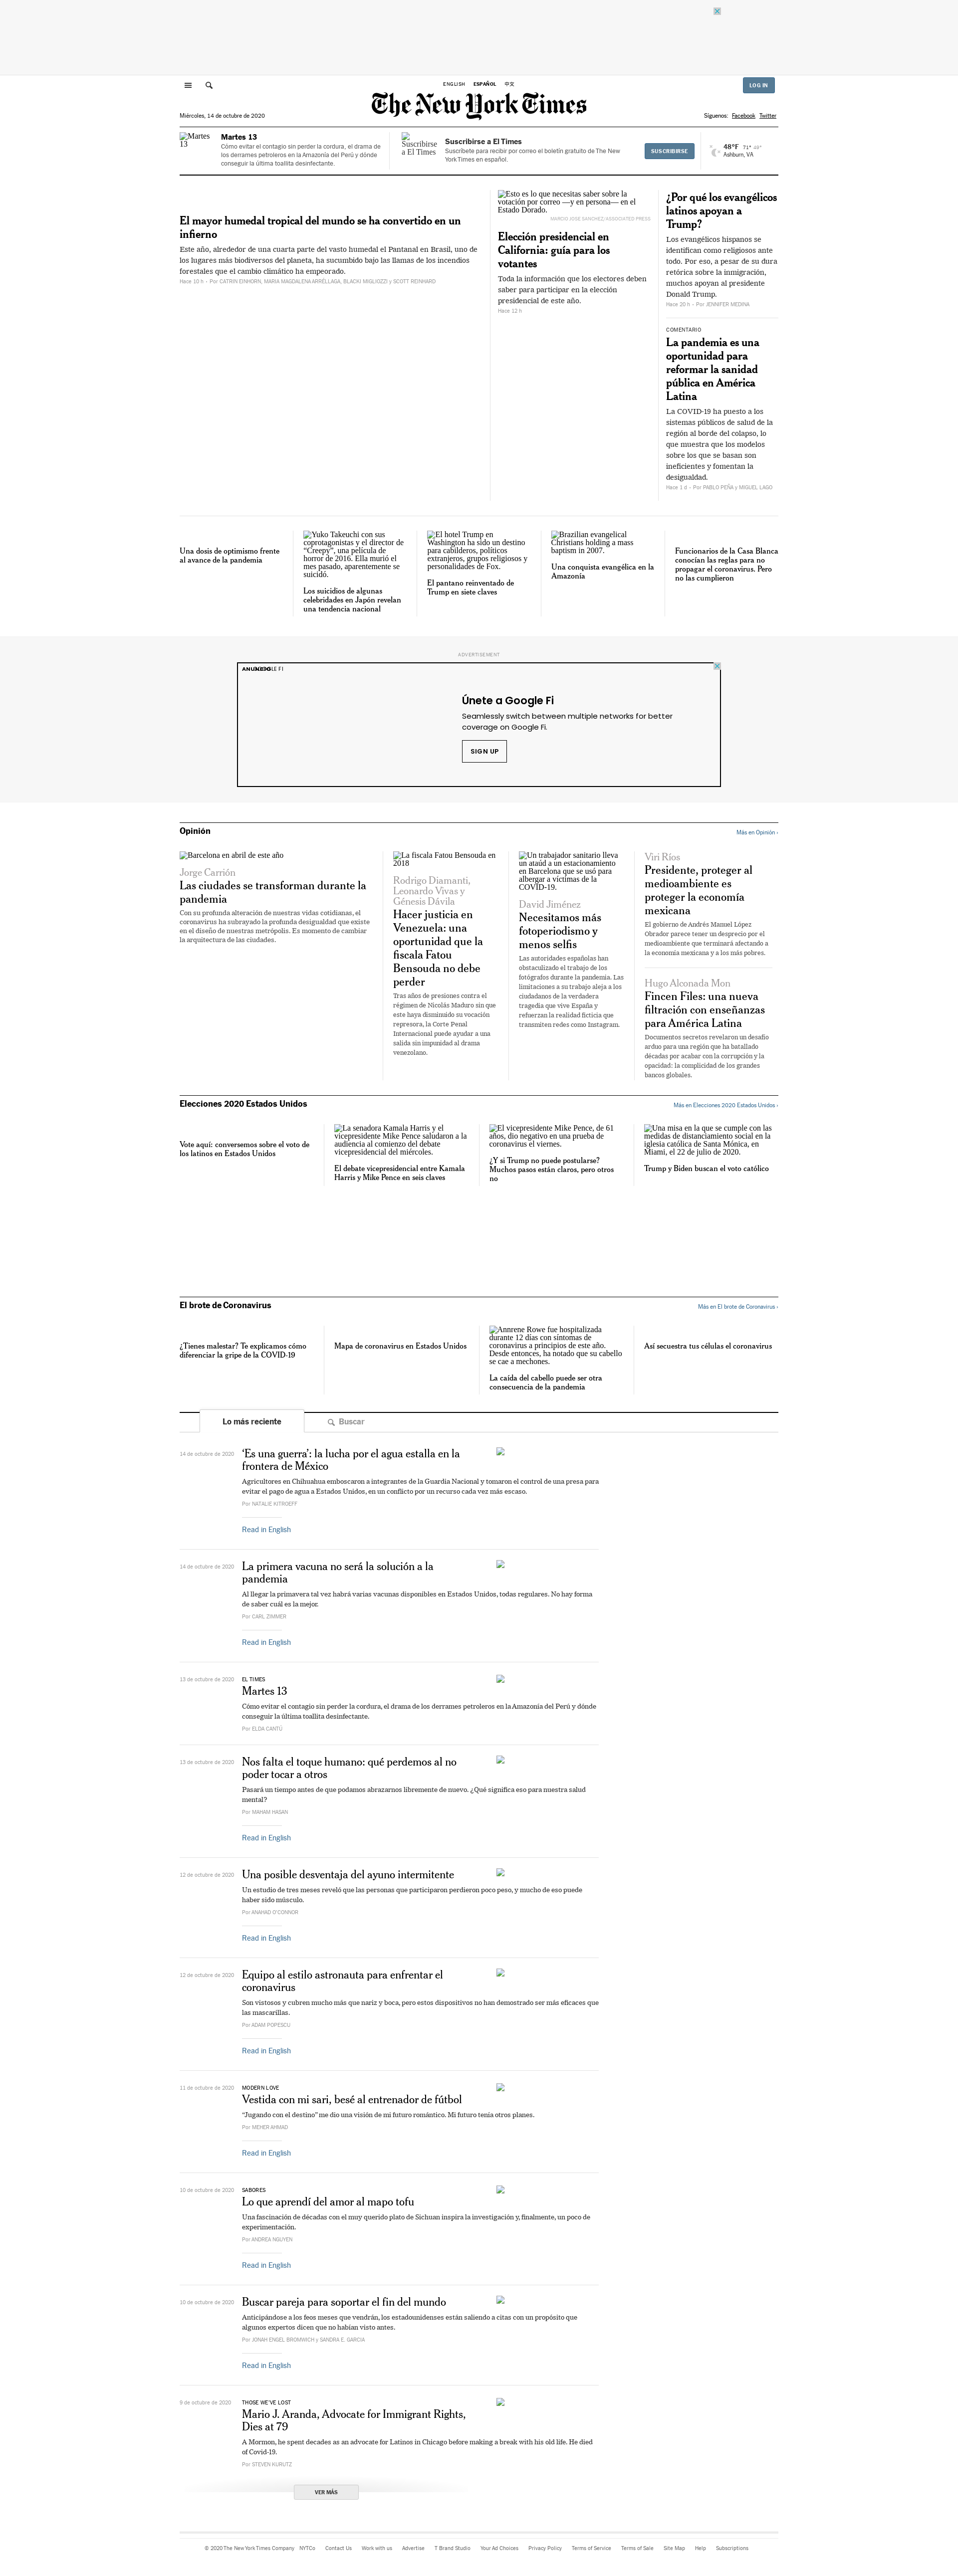 ENGLISH ESPAÑOL 中文
LOG IN
The New York Times
Miércoles, 14 de octubre de 2020
Síguenos: Facebook Twitter
Martes 13
Martes 13
Cómo evitar el contagio sin perder la cordura, el drama de
los derrames petroleros en la Amazonía del Perú y dónde
conseguir la última toallita desinfectante.
Suscribirse a El Times
Suscribirse a El Times
Suscríbete para recibir por correo el boletín gratuito de The New
York Times en español.
SUSCRIBIRSE
48°F 71° 48°
Ashburn, VA
El mayor humedal tropical del mundo se ha convertido en un
infierno
Este año, alrededor de una cuarta parte del vasto humedal el Pantanal en Brasil, uno de
los lugares más biodiversos del planeta, ha sucumbido bajo las llamas de los incendios
forestales que el cambio climático ha empeorado.
Hace 10 h – Por CATRIN EINHORN, MARIA MAGDALENA ARRÉLLAGA, BLACKI MIGLIOZZI y SCOTT REINHARD
Esto es lo que necesitas saber sobre la
votación por correo —y en persona— en el
Estado Dorado.
MARCIO JOSE SANCHEZ/ASSOCIATED PRESS
Elección presidencial en
California: guía para los
votantes
Toda la información que los electores deben
saber para participar en la elección
presidencial de este año.
Hace 12 h
¿Por qué los evangélicos
latinos apoyan a
Trump?
Los evangélicos hispanos se
identifican como religiosos ante
todo. Por eso, a pesar de su dura
retórica sobre la inmigración,
muchos apoyan al presidente
Donald Trump.
Hace 20 h – Por JENNIFER MEDINA
COMENTARIO
La pandemia es una
oportunidad para
reformar la sanidad
pública en América
Latina
La COVID-19 ha puesto a los
sistemas públicos de salud de la
región al borde del colapso, lo
que muestra que los modelos
sobre los que se basan son
ineficientes y fomentan la
desigualdad.
Hace 1 d – Por PABLO PEÑA y MIGUEL LAGO
Una dosis de optimismo frente
al avance de la pandemia
Yuko Takeuchi con sus
coprotagonistas y el director de
“Creepy”, una película de
horror de 2016. Ella murió el
mes pasado, aparentemente se
suicidó.
Los suicidios de algunas
celebridades en Japón revelan
una tendencia nacional
El hotel Trump en
Washington ha sido un destino
para cabilderos, políticos
extranjeros, grupos religiosos y
personalidades de Fox.
El pantano reinventado de
Trump en siete claves
Brazilian evangelical
Christians holding a mass
baptism in 2007.
Una conquista evangélica en la
Amazonía
Funcionarios de la Casa Blanca
conocían las reglas para no
propagar el coronavirus. Pero
no las cumplieron
ADVERTISEMENT
Únete a Google Fi
Seamlessly switch between multiple networks for better
coverage on Google Fi.
SIGN UP
Opinión
Más en Opinión ›
Barcelona en abril de este año
Jorge Carrión
Las ciudades se transforman durante la
pandemia
Con su profunda alteración de nuestras vidas cotidianas, el
coronavirus ha subrayado la profunda desigualdad que existe
en el diseño de nuestras metrópolis. Es momento de cambiar
la arquitectura de las ciudades.
La fiscala Fatou Bensouda en
2018
Rodrigo Diamanti,
Leonardo Vivas y
Génesis Dávila
Hacer justicia en
Venezuela: una
oportunidad que la
fiscala Fatou
Bensouda no debe
perder
Tras años de presiones contra el
régimen de Nicolás Maduro sin que
este haya disminuido su vocación
represora, la Corte Penal
Internacional puede ayudar a una
salida sin impunidad al drama
venezolano.
Un trabajador sanitario lleva
un ataúd a un estacionamiento
en Barcelona que se usó para
albergar a víctimas de la
COVID-19.
David Jiménez
Necesitamos más
fotoperiodismo y
menos selfis
Las autoridades españolas han
obstaculizado el trabajo de los
fotógrafos durante la pandemia. Las
limitaciones a su trabajo aleja a los
ciudadanos de la verdadera
tragedia que vive España y
refuerzan la realidad ficticia que
transmiten redes como Instagram.
Viri Ríos
Presidente, proteger al
medioambiente es
proteger la economía
mexicana
El gobierno de Andrés Manuel López
Obrador parece tener un desprecio por el
medioambiente que terminará afectando a
la economía mexicana y a los más pobres.
Hugo Alconada Mon
Fincen Files: una nueva
filtración con enseñanzas
para América Latina
Documentos secretos revelaron un desafío
arduo para una región que ha batallado
décadas por acabar con la corrupción y la
opacidad: la complicidad de los grandes
bancos globales.
Elecciones 2020 Estados Unidos
Más en Elecciones 2020 Estados Unidos ›
Vote aquí: conversemos sobre el voto de
los latinos en Estados Unidos
La senadora Kamala Harris y el
vicepresidente Mike Pence saludaron a la
audiencia al comienzo del debate
vicepresidencial del miércoles.
El debate vicepresidencial entre Kamala
Harris y Mike Pence en seis claves
El vicepresidente Mike Pence, de 61
años, dio negativo en una prueba de
coronavirus el viernes.
¿Y si Trump no puede postularse?
Muchos pasos están claros, pero otros
no
Una misa en la que se cumple con las
medidas de distanciamiento social en la
iglesia católica de Santa Mónica, en
Miami, el 22 de julio de 2020.
Trump y Biden buscan el voto católico
El brote de Coronavirus
Más en El brote de Coronavirus ›
¿Tienes malestar? Te explicamos cómo
diferenciar la gripe de la COVID-19
Mapa de coronavirus en Estados Unidos
Annrene Rowe fue hospitalizada
durante 12 días con síntomas de
coronavirus a principios de este año.
Desde entonces, ha notado que su cabello
se cae a mechones.
La caída del cabello puede ser otra
consecuencia de la pandemia
Así secuestra tus células el coronavirus
Lo más reciente
Buscar
14 de octubre de 2020
‘Es una guerra’: la lucha por el agua estalla en la
frontera de México
Agricultores en Chihuahua emboscaron a integrantes de la Guardia Nacional y tomaron el control de una presa para
evitar el pago de agua a Estados Unidos, en un conflicto por un recurso cada vez más escaso.
Por NATALIE KITROEFF
Read in English
14 de octubre de 2020
La primera vacuna no será la solución a la
pandemia
Al llegar la primavera tal vez habrá varias vacunas disponibles en Estados Unidos, todas regulares. No hay forma
de saber cuál es la mejor.
Por CARL ZIMMER
Read in English
13 de octubre de 2020
EL TIMES
Martes 13
Cómo evitar el contagio sin perder la cordura, el drama de los derrames petroleros en la Amazonía del Perú y dónde
conseguir la última toallita desinfectante.
Por ELDA CANTÚ
13 de octubre de 2020
Nos falta el toque humano: qué perdemos al no
poder tocar a otros
Pasará un tiempo antes de que podamos abrazarnos libremente de nuevo. ¿Qué significa eso para nuestra salud
mental?
Por MAHAM HASAN
Read in English
12 de octubre de 2020
Una posible desventaja del ayuno intermitente
Un estudio de tres meses reveló que las personas que participaron perdieron poco peso, y mucho de eso puede
haber sido músculo.
Por ANAHAD O’CONNOR
Read in English
12 de octubre de 2020
Equipo al estilo astronauta para enfrentar el
coronavirus
Son vistosos y cubren mucho más que nariz y boca, pero estos dispositivos no han demostrado ser más eficaces que
las mascarillas.
Por ADAM POPESCU
Read in English
11 de octubre de 2020
MODERN LOVE
Vestida con mi sari, besé al entrenador de fútbol
“Jugando con el destino” me dio una visión de mi futuro romántico. Mi futuro tenía otros planes.
Por MEHER AHMAD
Read in English
10 de octubre de 2020
SABORES
Lo que aprendí del amor al mapo tofu
Una fascinación de décadas con el muy querido plato de Sichuan inspira la investigación y, finalmente, un poco de
experimentación.
Por ANDREA NGUYEN
Read in English
10 de octubre de 2020
Buscar pareja para soportar el fin del mundo
Anticipándose a los feos meses que vendrán, los estadounidenses están saliendo a citas con un propósito que
algunos expertos dicen que no habían visto antes.
Por JONAH ENGEL BROMWICH y SANDRA E. GARCIA
Read in English
9 de octubre de 2020
THOSE WE’VE LOST
Mario J. Aranda, Advocate for Immigrant Rights,
Dies at 79
A Mormon, he spent decades as an advocate for Latinos in Chicago before making a break with his old life. He died
of Covid-19.
Por STEVEN KURUTZ
VER MÁS
© 2020 The New York Times Company NYTCo Contact Us Work with us Advertise T Brand Studio Your Ad Choices Privacy Policy Terms of Service Terms of Sale Site Map Help Subscriptions